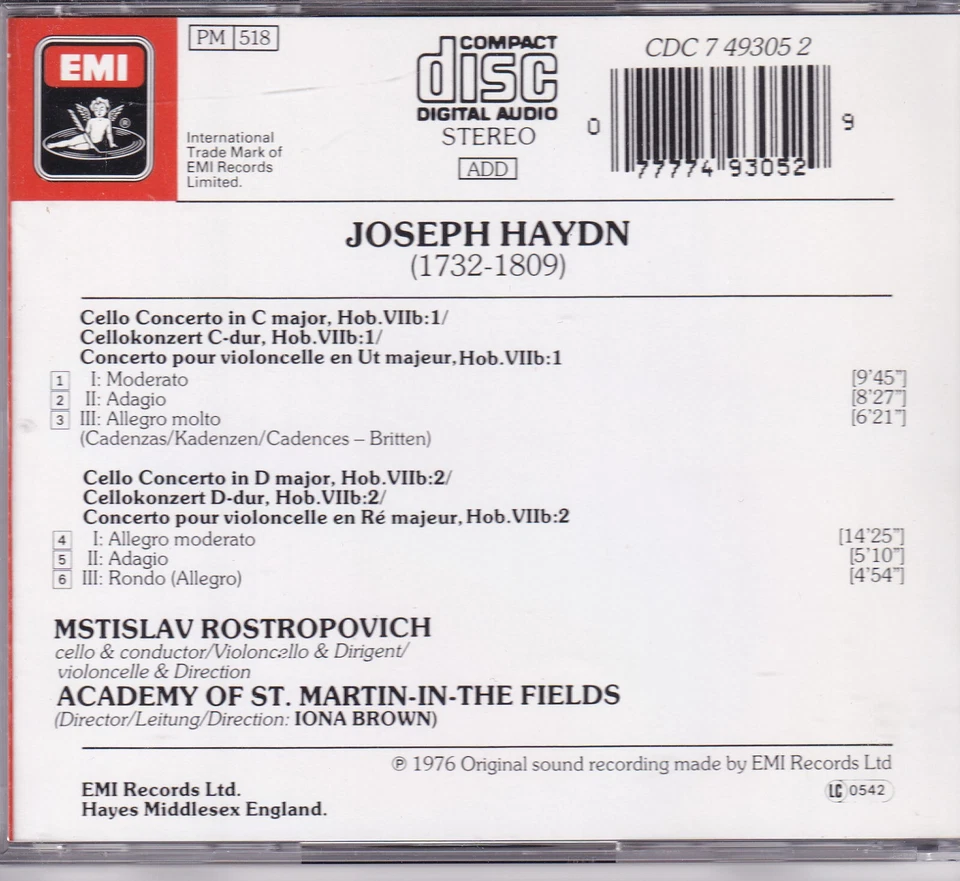 EMI
®
International
Trade Mark of
EMI Records
Limited.
PM 518
COMPACT
disc
DIGITAL AUDIO
STEREO
ADD
CDC 7 49305 2
0 77774 93052 9
JOSEPH HAYDN
(1732-1809)
Cello Concerto in C major, Hob.VIIb:1/
Cellokonzert C-dur, Hob.VIIb:1/
Concerto pour violoncelle en Ut majeur, Hob.VIIb:1
1 I: Moderato [9'45"]
2 II: Adagio [8'27"]
3 III: Allegro molto [6'21"]
(Cadenzas/Kadenzen/Cadences – Britten)
Cello Concerto in D major, Hob.VIIb:2/
Cellokonzert D-dur, Hob.VIIb:2/
Concerto pour violoncelle en Ré majeur, Hob.VIIb:2
4 I: Allegro moderato [14'25"]
5 II: Adagio [5'10"]
6 III: Rondo (Allegro) [4'54"]
MSTISLAV ROSTROPOVICH
cello & conductor/Violoncello & Dirigent/
violoncelle & Direction
ACADEMY OF ST. MARTIN-IN-THE FIELDS
(Director/Leitung/Direction: IONA BROWN)
℗ 1976 Original sound recording made by EMI Records Ltd
EMI Records Ltd.
Hayes Middlesex England.
LC 0542